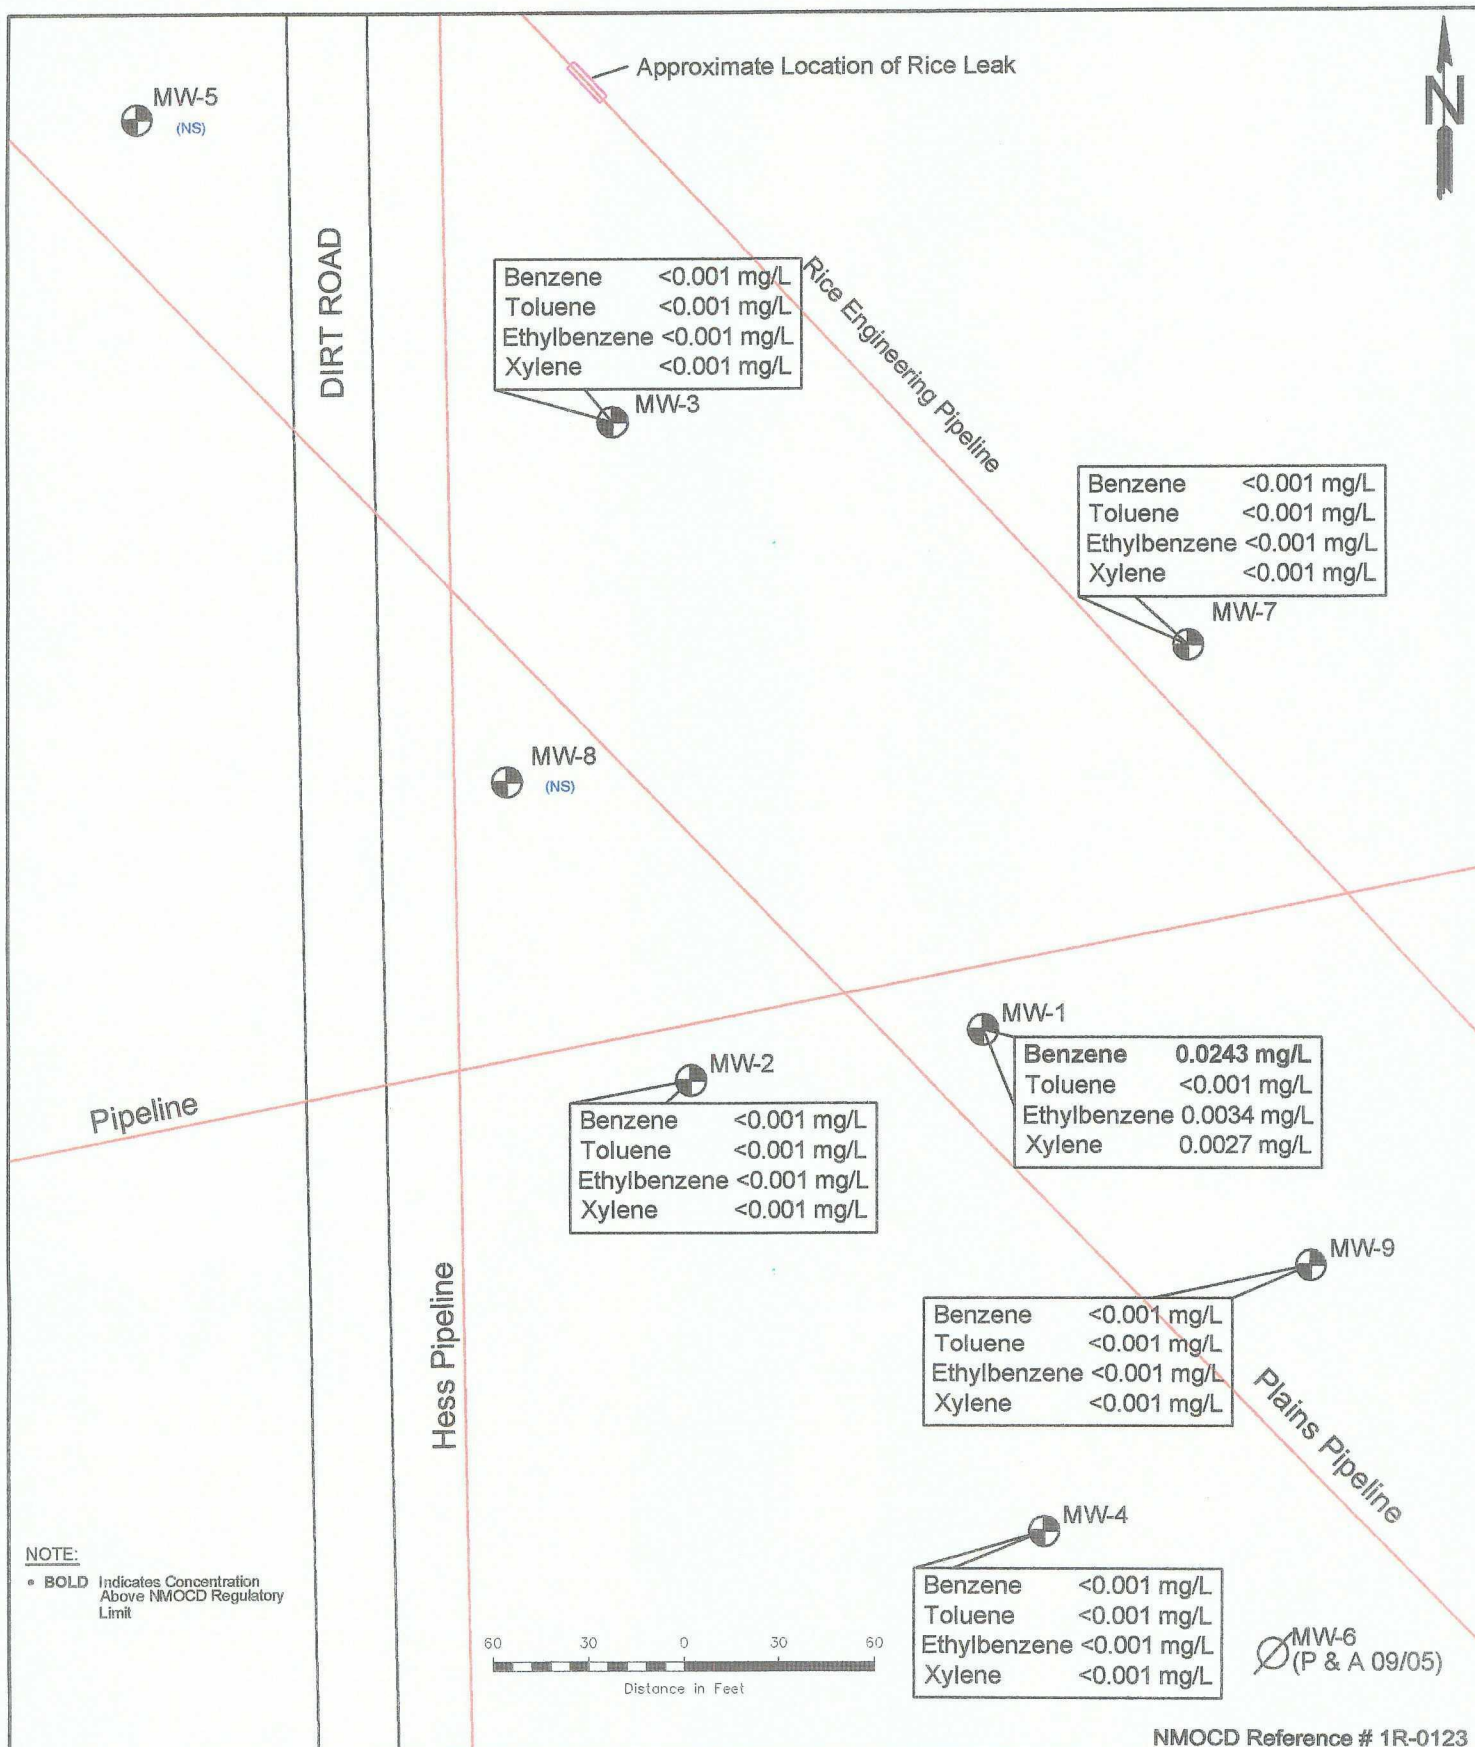 Approximate Location of Rice Leak
N
MW-5
(NS)
DIRT ROAD
Benzene <0.001 mg/L
Toluene <0.001 mg/L
Ethylbenzene <0.001 mg/L
Xylene <0.001 mg/L
MW-3
Rice Engineering Pipeline
Benzene <0.001 mg/L
Toluene <0.001 mg/L
Ethylbenzene <0.001 mg/L
Xylene <0.001 mg/L
MW-7
MW-8
(NS)
MW-1
Benzene 0.0243 mg/L
Toluene <0.001 mg/L
Ethylbenzene 0.0034 mg/L
Xylene 0.0027 mg/L
MW-2
Benzene <0.001 mg/L
Toluene <0.001 mg/L
Ethylbenzene <0.001 mg/L
Xylene <0.001 mg/L
Pipeline
Hess Pipeline
MW-9
Benzene <0.001 mg/L
Toluene <0.001 mg/L
Ethylbenzene <0.001 mg/L
Xylene <0.001 mg/L
Plains Pipeline
MW-4
Benzene <0.001 mg/L
Toluene <0.001 mg/L
Ethylbenzene <0.001 mg/L
Xylene <0.001 mg/L
MW-6
(P & A 09/05)
NOTE:
• BOLD Indicates Concentration
Above NMOCD Regulatory
Limit
60 30 0 30 60
Distance in Feet
NMOCD Reference # 1R-0123